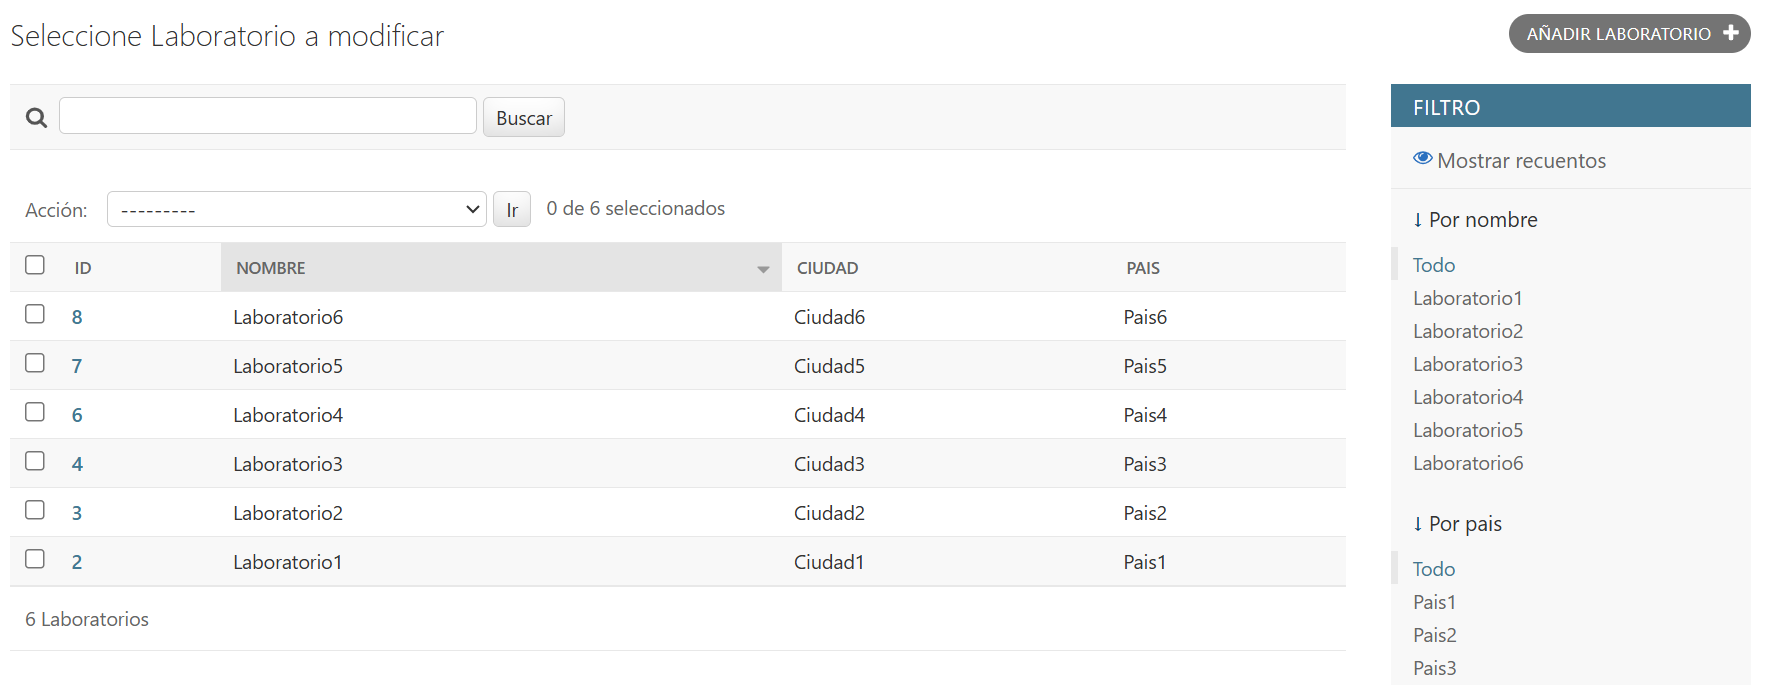 Seleccione Laboratorio a modificar
AÑADIR LABORATORIO
Buscar
Acción: --------- Ir 0 de 6 seleccionados
ID NOMBRE CIUDAD PAIS
8 Laboratorio6 Ciudad6 Pais6
7 Laboratorio5 Ciudad5 Pais5
6 Laboratorio4 Ciudad4 Pais4
4 Laboratorio3 Ciudad3 Pais3
3 Laboratorio2 Ciudad2 Pais2
2 Laboratorio1 Ciudad1 Pais1
6 Laboratorios
FILTRO
Mostrar recuentos
↓ Por nombre
Todo
Laboratorio1
Laboratorio2
Laboratorio3
Laboratorio4
Laboratorio5
Laboratorio6
↓ Por pais
Todo
Pais1
Pais2
Pais3